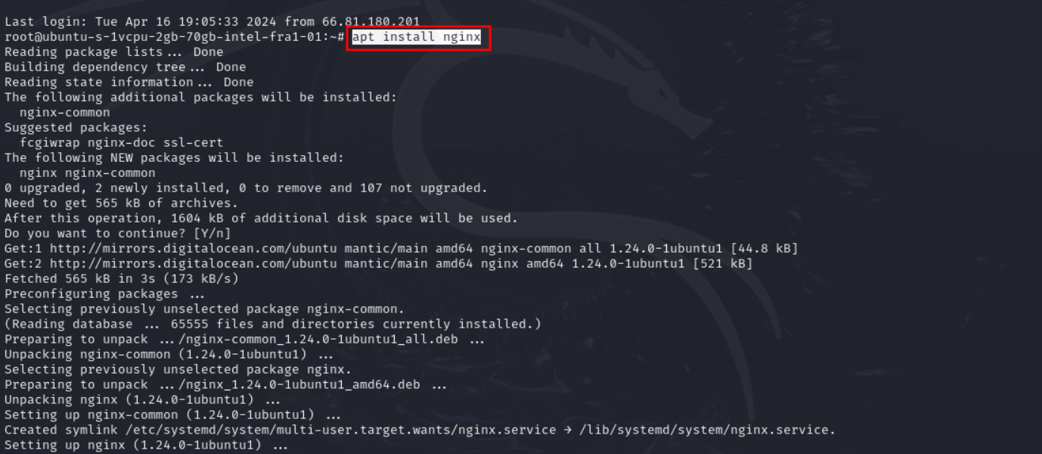 Last login: Tue Apr 16 19:05:33 2024 from 66.81.180.201
root@ubuntu-s-1vcpu-2gb-70gb-intel-fra1-01:~# apt install nginx
Reading package lists... Done
Building dependency tree... Done
Reading state information... Done
The following additional packages will be installed:
  nginx-common
Suggested packages:
  fcgiwrap nginx-doc ssl-cert
The following NEW packages will be installed:
  nginx nginx-common
0 upgraded, 2 newly installed, 0 to remove and 107 not upgraded.
Need to get 565 kB of archives.
After this operation, 1604 kB of additional disk space will be used.
Do you want to continue? [Y/n]
Get:1 http://mirrors.digitalocean.com/ubuntu mantic/main amd64 nginx-common all 1.24.0-1ubuntu1 [44.8 kB]
Get:2 http://mirrors.digitalocean.com/ubuntu mantic/main amd64 nginx amd64 1.24.0-1ubuntu1 [521 kB]
Fetched 565 kB in 3s (173 kB/s)
Preconfiguring packages ...
Selecting previously unselected package nginx-common.
(Reading database ... 65555 files and directories currently installed.)
Preparing to unpack .../nginx-common_1.24.0-1ubuntu1_all.deb ...
Unpacking nginx-common (1.24.0-1ubuntu1) ...
Selecting previously unselected package nginx.
Preparing to unpack .../nginx_1.24.0-1ubuntu1_amd64.deb ...
Unpacking nginx (1.24.0-1ubuntu1) ...
Setting up nginx-common (1.24.0-1ubuntu1) ...
Created symlink /etc/systemd/system/multi-user.target.wants/nginx.service → /lib/systemd/system/nginx.service.
Setting up nginx (1.24.0-1ubuntu1) ...